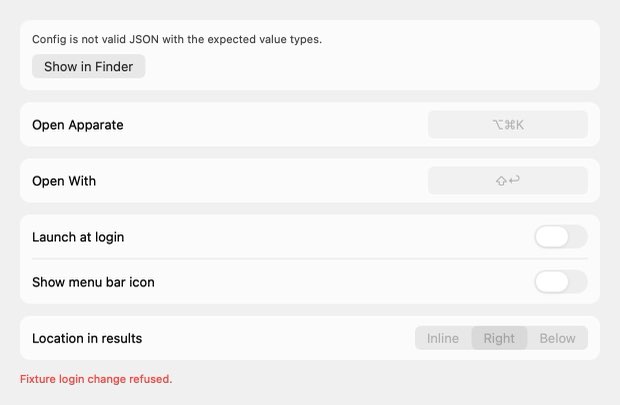 Config is not valid JSON with the expected value types.
Show in Finder
Open Apparate ⌥⌘K
Open With ⇧↩
Launch at login
Show menu bar icon
Location in results Inline Right Below
Fixture login change refused.